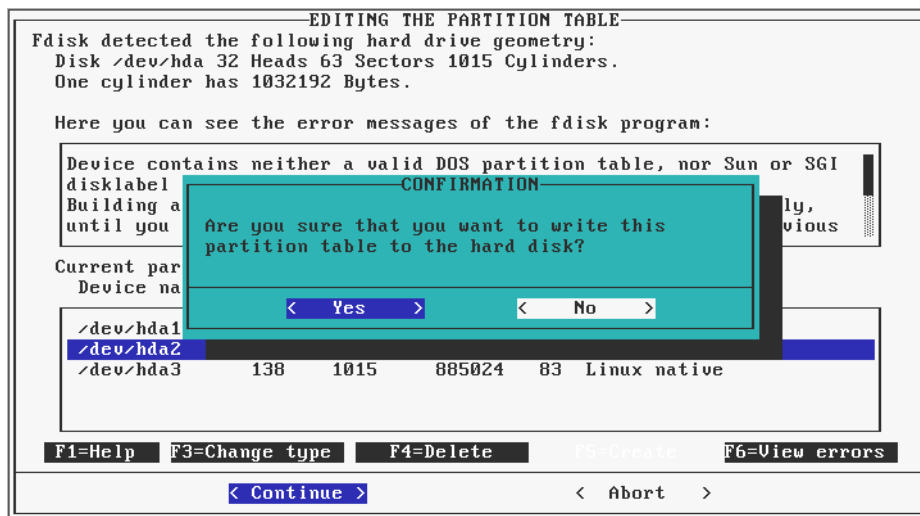 EDITING THE PARTITION TABLE
Fdisk detected the following hard drive geometry:
Disk /dev/hda 32 Heads 63 Sectors 1015 Cylinders.
One cylinder has 1032192 Bytes.
Here you can see the error messages of the fdisk program:
Device contains neither a valid DOS partition table, nor Sun or SGI
disklabel
CONFIRMATION
Building a ly,
until you vious
Are you sure that you want to write this
partition table to the hard disk?
Current par
Device na
< Yes > < No >
/dev/hda1
/dev/hda2
/dev/hda3 138 1015 885024 83 Linux native
F1=Help F3=Change type F4=Delete F5=Create F6=View errors
< Continue > < Abort >